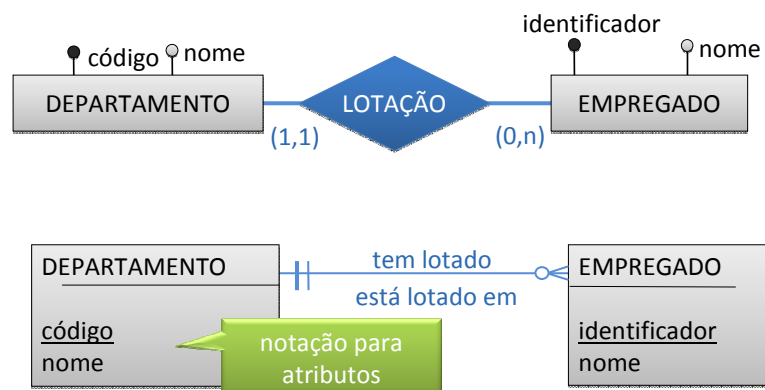 identificador
código nome nome
DEPARTAMENTO LOTAÇÃO EMPREGADO
(1,1) (0,n)
DEPARTAMENTO tem lotado EMPREGADO
está lotado em
código notação para identificador
nome atributos nome